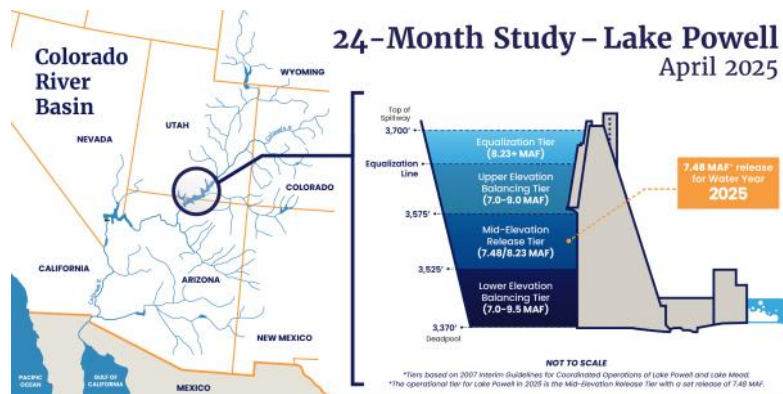 24-Month Study – Lake Powell
April 2025
Colorado
River
Basin
WYOMING
UTAH
NEVADA
COLORADO
CALIFORNIA
ARIZONA
NEW MEXICO
PACIFIC
OCEAN
GULF OF
CALIFORNIA
MEXICO
Top of
Spillway
3,700'
Equalization Tier
(8.23+ MAF)
Equalization
Line
Upper Elevation
Balancing Tier
(7.0-9.0 MAF)
3,575'
Mid-Elevation
Release Tier
(7.48/8.23 MAF)
3,525'
Lower Elevation
Balancing Tier
(7.0-9.5 MAF)
3,370'
Deadpool
7.48 MAF* release
for Water Year
2025
NOT TO SCALE
*Tiers based on 2007 Interim Guidelines for Coordinated Operations of Lake Powell and Lake Mead.
*The operational tier for Lake Powell in 2025 is the Mid-Elevation Release Tier with a set release of 7.48 MAF.